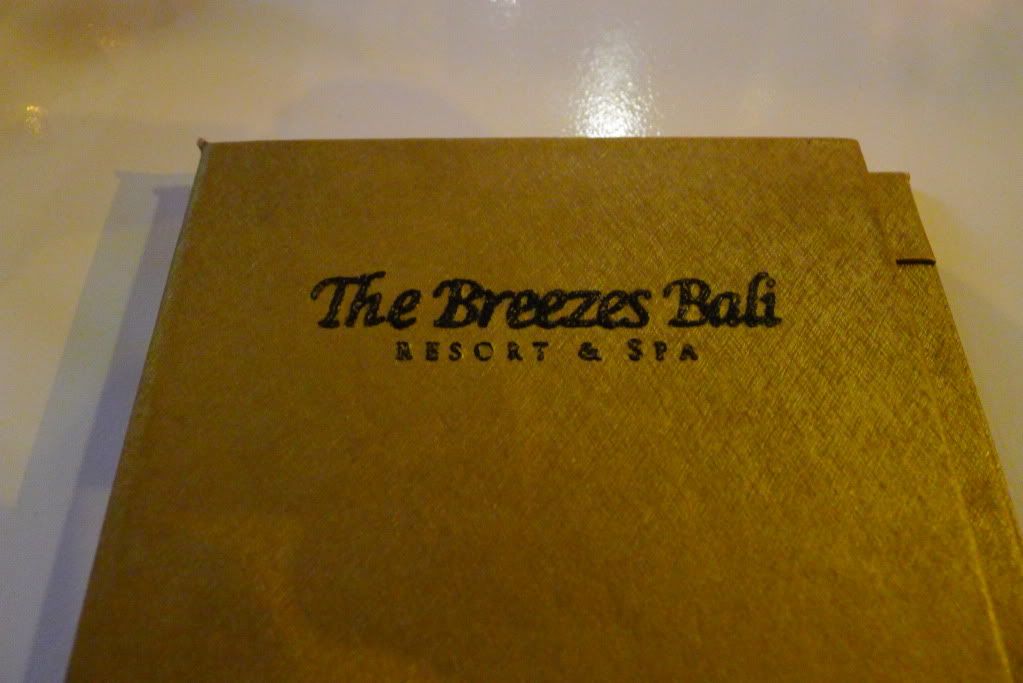 The Breezes Bali
RESORT & SPA